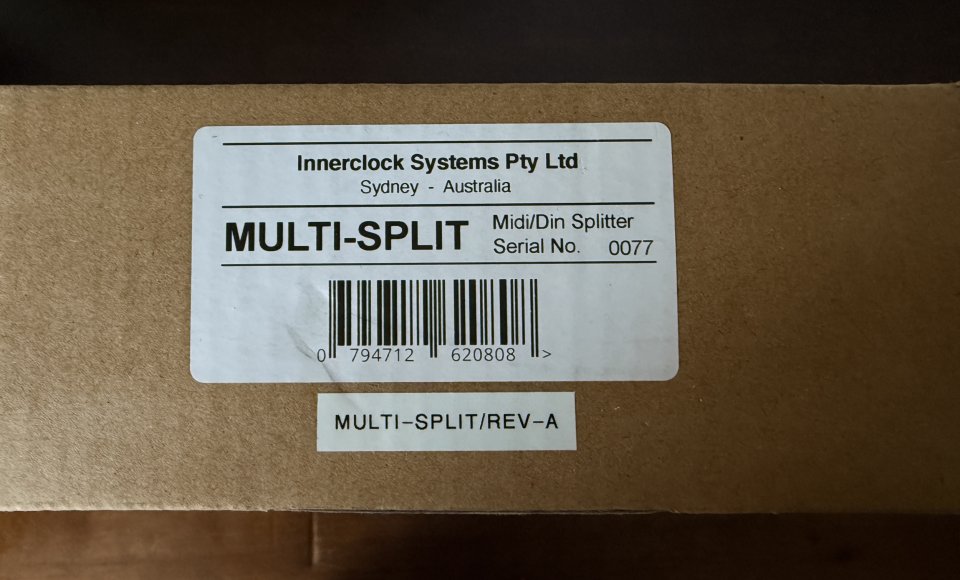 Innerclock Systems Pty Ltd
Sydney - Australia
MULTI-SPLIT
Midi/Din Splitter
Serial No. 0077
0 794712 620808 >
MULTI-SPLIT/REV-A